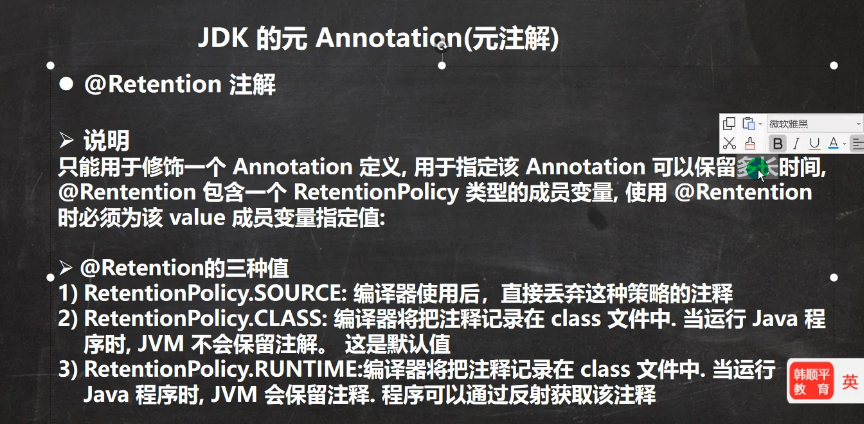 JDK 的元 Annotation(元注解)
● @Retention 注解
➢ 说明
微软雅黑
B I U A
只能用于修饰一个 Annotation 定义, 用于指定该 Annotation 可以保留多长时间,
@Rentention 包含一个 RetentionPolicy 类型的成员变量, 使用 @Rentention
时必须为该 value 成员变量指定值:
➢ @Retention的三种值
1) RetentionPolicy.SOURCE: 编译器使用后，直接丢弃这种策略的注释
2) RetentionPolicy.CLASS: 编译器将把注释记录在 class 文件中. 当运行 Java 程
序时, JVM 不会保留注解。 这是默认值
3) RetentionPolicy.RUNTIME:编译器将把注释记录在 class 文件中. 当运行
Java 程序时, JVM 会保留注释. 程序可以通过反射获取该注释
韩顺平
教育
英